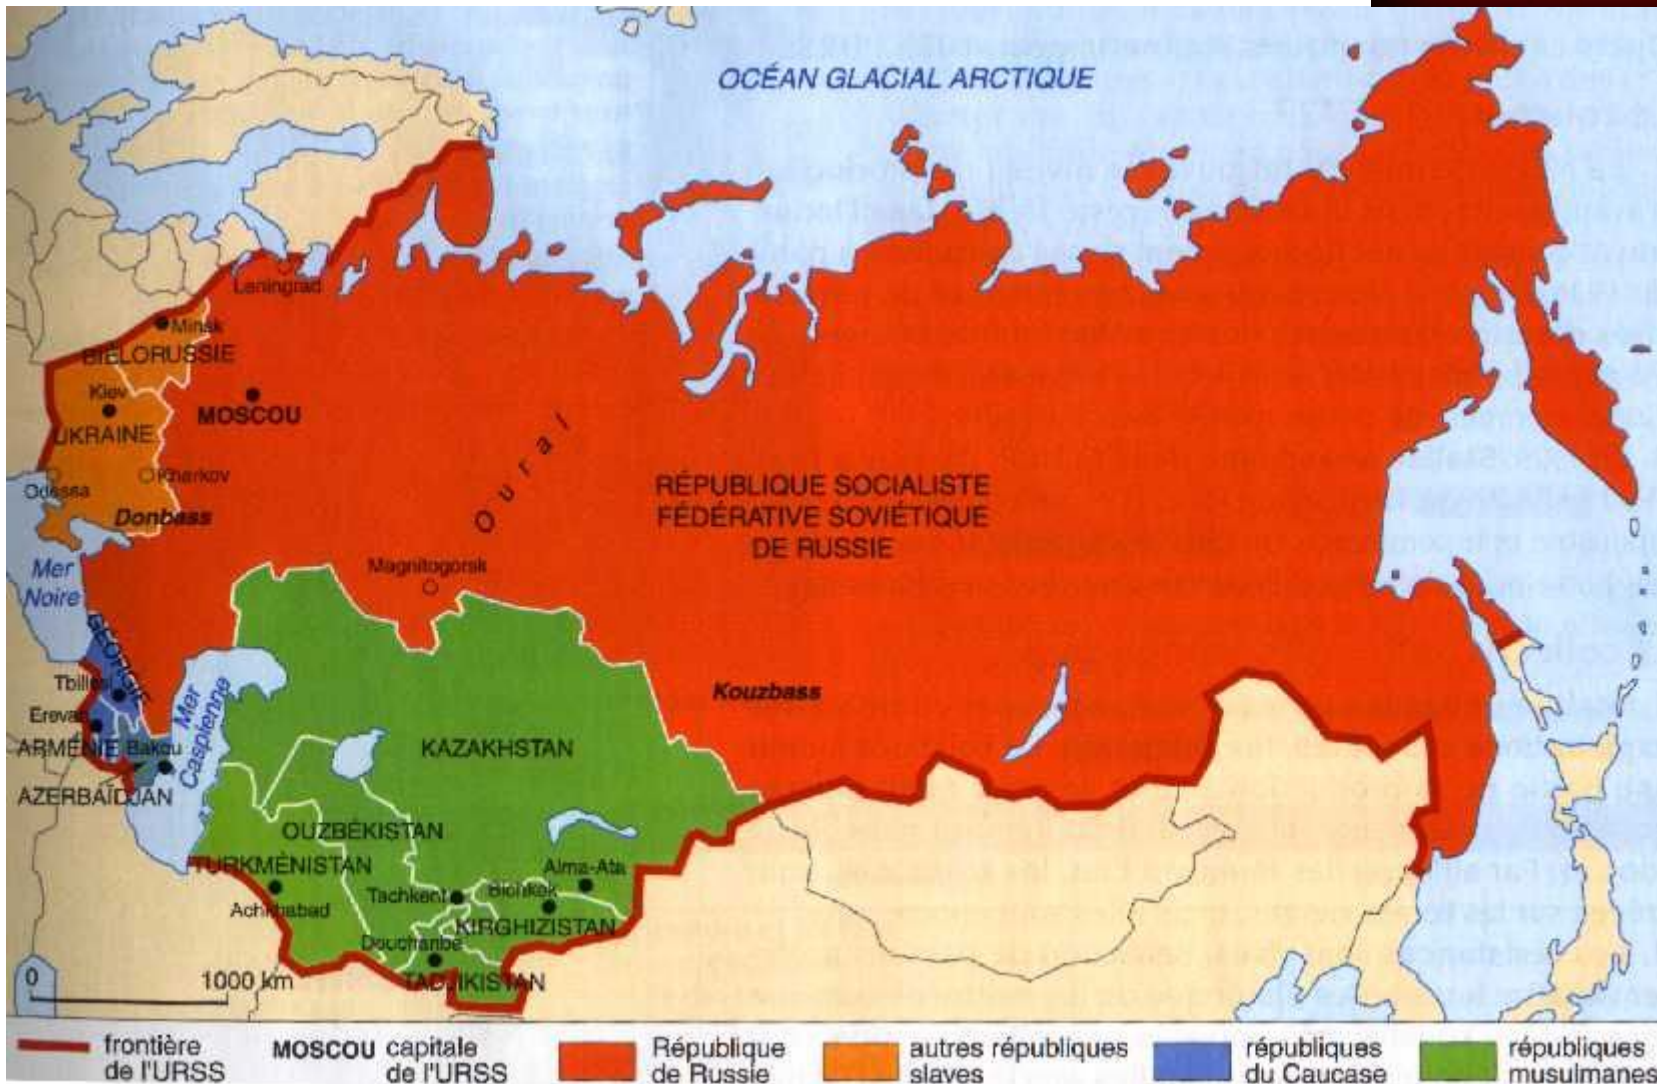 OCÉAN GLACIAL ARCTIQUE
Leningrad
Minsk
BIÉLORUSSIE
Kiev
MOSCOU
UKRAINE
Kharkov
Odessa
Donbass
Oural
RÉPUBLIQUE SOCIALISTE
FÉDÉRATIVE SOVIÉTIQUE
DE RUSSIE
Magnitogorsk
Mer
Noire
GÉORGIE
Tbilissi
Mer
Caspienne
Kouzbass
Erevan
ARMÉNIE
Bakou
KAZAKHSTAN
AZERBAÏDJAN
OUZBÉKISTAN
TURKMÉNISTAN
Alma-Ata
Tachkent
Bichkek
Achkhabad
KIRGHIZISTAN
Douchanbe
TADJIKISTAN
0
1000 km
frontière
de l'URSS
MOSCOU capitale
de l'URSS
République
de Russie
autres républiques
slaves
républiques
du Caucase
républiques
musulmanes